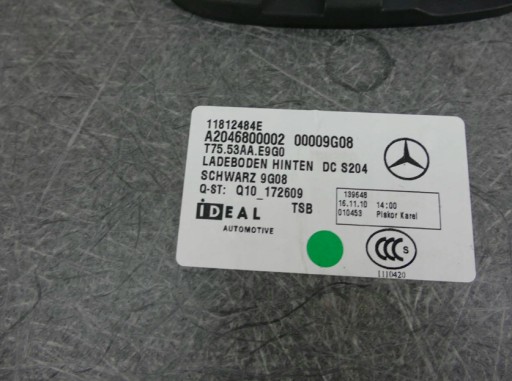 11812484E
A2046800002 00009G08
T75.53AA.E9G0
LADEBODEN HINTEN DC S204
SCHWARZ 9G08
Q-ST: Q10_172609
IDEAL TSB
AUTOMOTIVE
139648
16.11.10 14:00
010453 Piskor Karel
CCC S
1110420